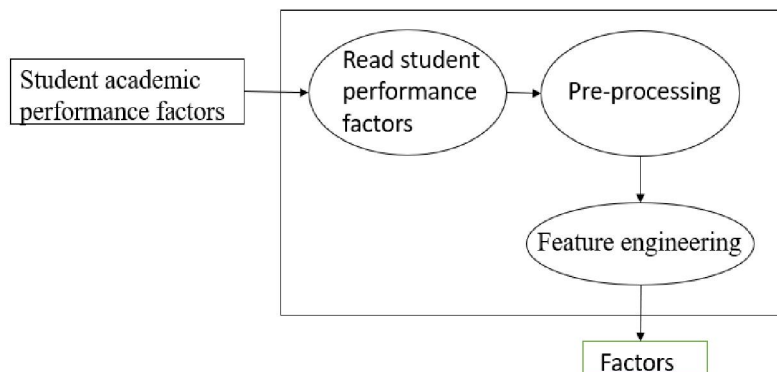 Student academic
performance factors
Read student
performance
factors
Pre-processing
Feature engineering
Factors